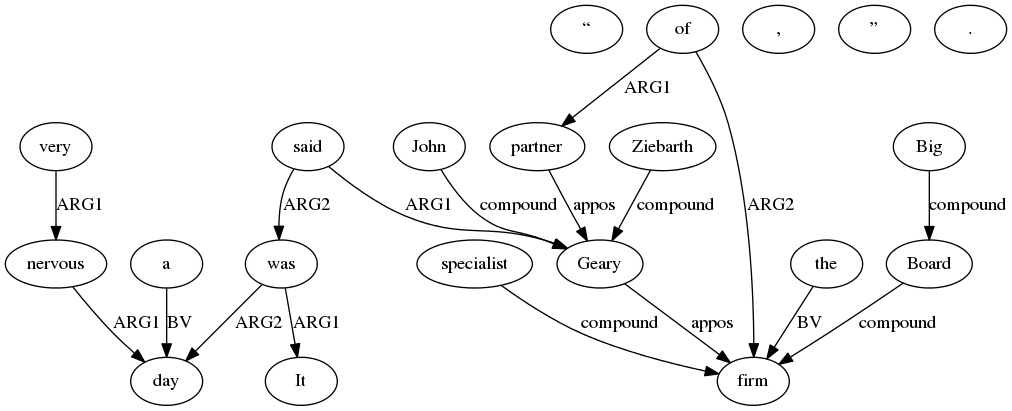 “ of , ” .
ARG1
very said John partner Ziebarth Big
ARG1 ARG2 ARG1 compound appos compound ARG2 compound
nervous a was specialist Geary the Board
ARG1 BV ARG2 ARG1 compound appos BV compound
day It firm